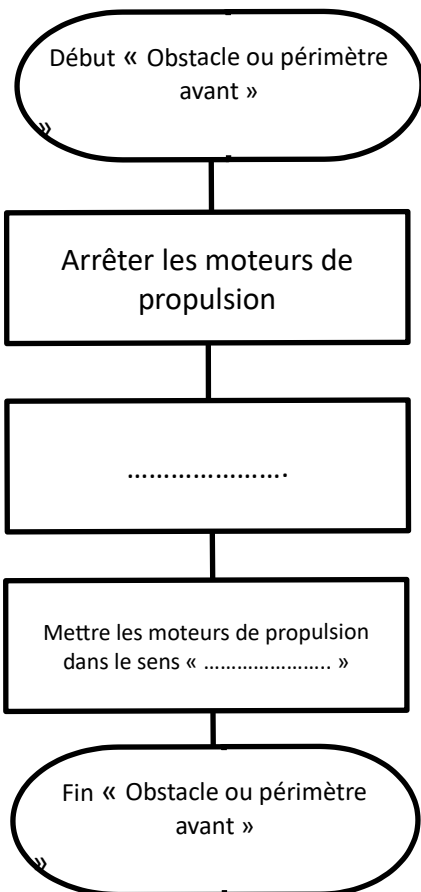 Début « Obstacle ou périmètre
avant »
»
Arrêter les moteurs de
propulsion
………………….
Mettre les moteurs de propulsion
dans le sens « ………………….. »
Fin « Obstacle ou périmètre
avant »
»